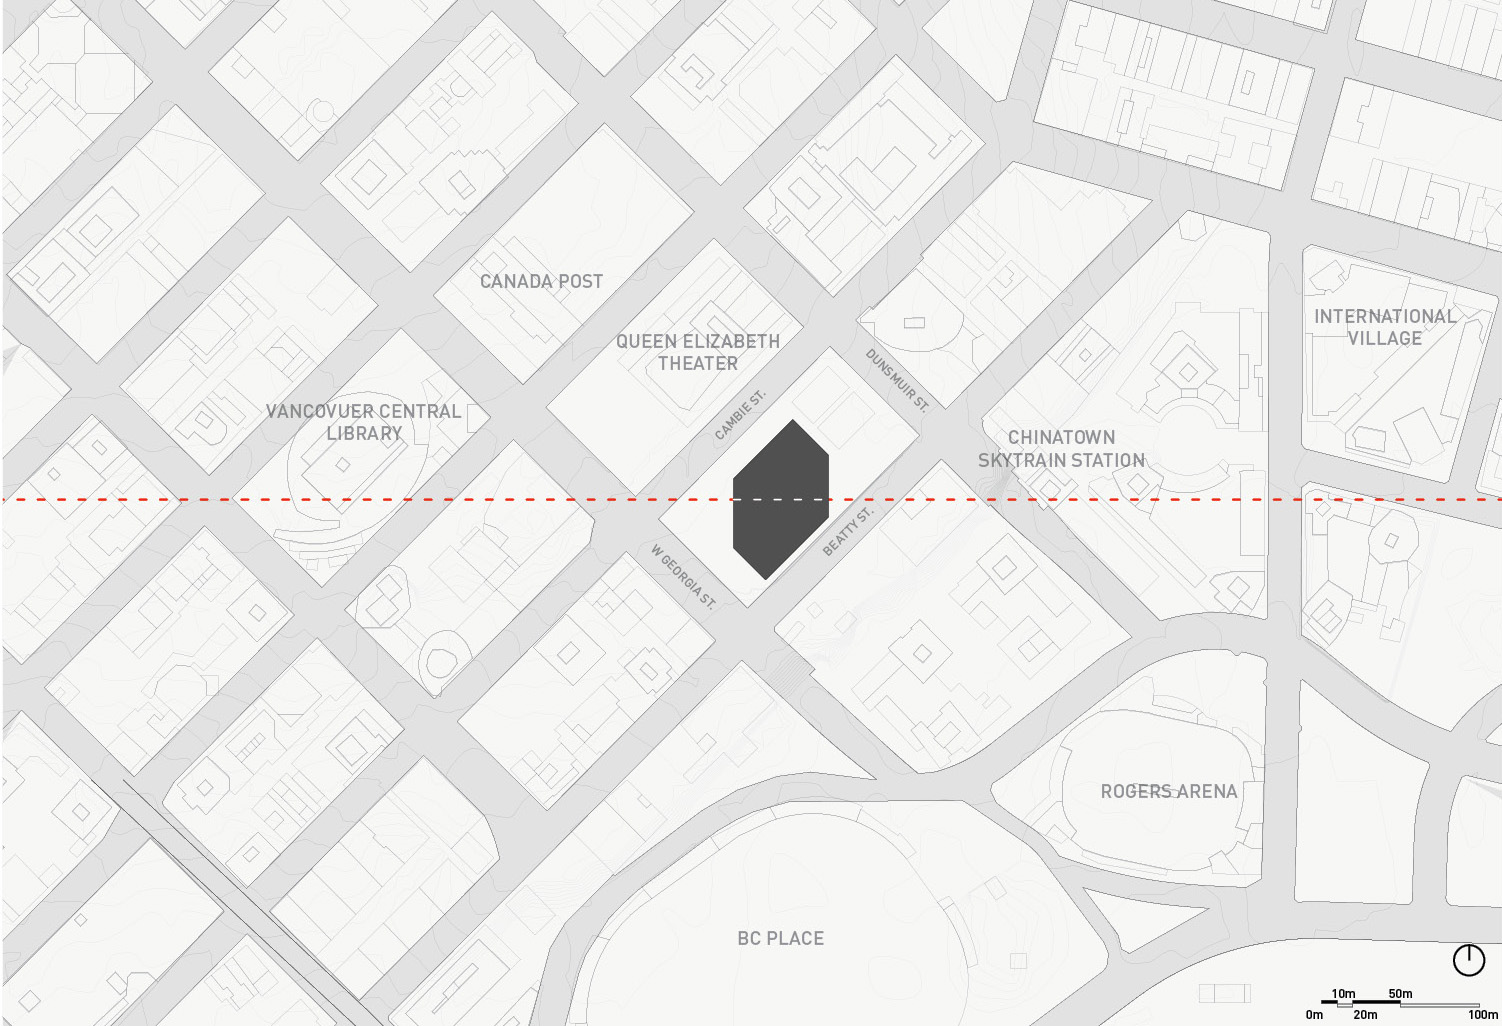 CANADA POST
INTERNATIONAL
VILLAGE
QUEEN ELIZABETH
THEATER
DUNSMUIR ST.
CAMBIE ST.
VANCOVUER CENTRAL
LIBRARY
CHINATOWN
SKYTRAIN STATION
BEATTY ST.
W GEORGIA ST.
ROGERS ARENA
BC PLACE
10m 50m
0m 20m 100m